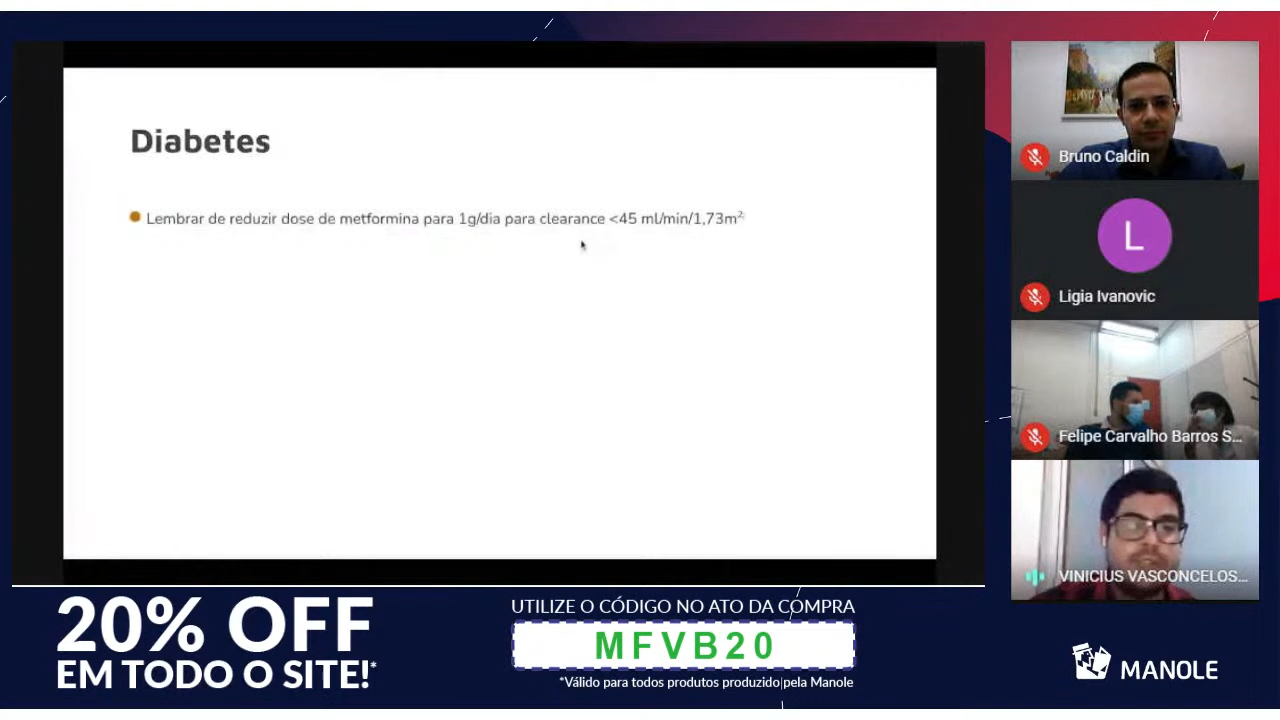 Diabetes
Lembrar de reduzir dose de metformina para 1g/dia para clearance <45 ml/min/1,73m²
Bruno Caldin
L
Ligia Ivanovic
Felipe Carvalho Barros S...
VINICIUS VASCONCELOS...
20% OFF
EM TODO O SITE!*
UTILIZE O CÓDIGO NO ATO DA COMPRA
MFVB20
*Válido para todos produtos produzido pela Manole
MANOLE